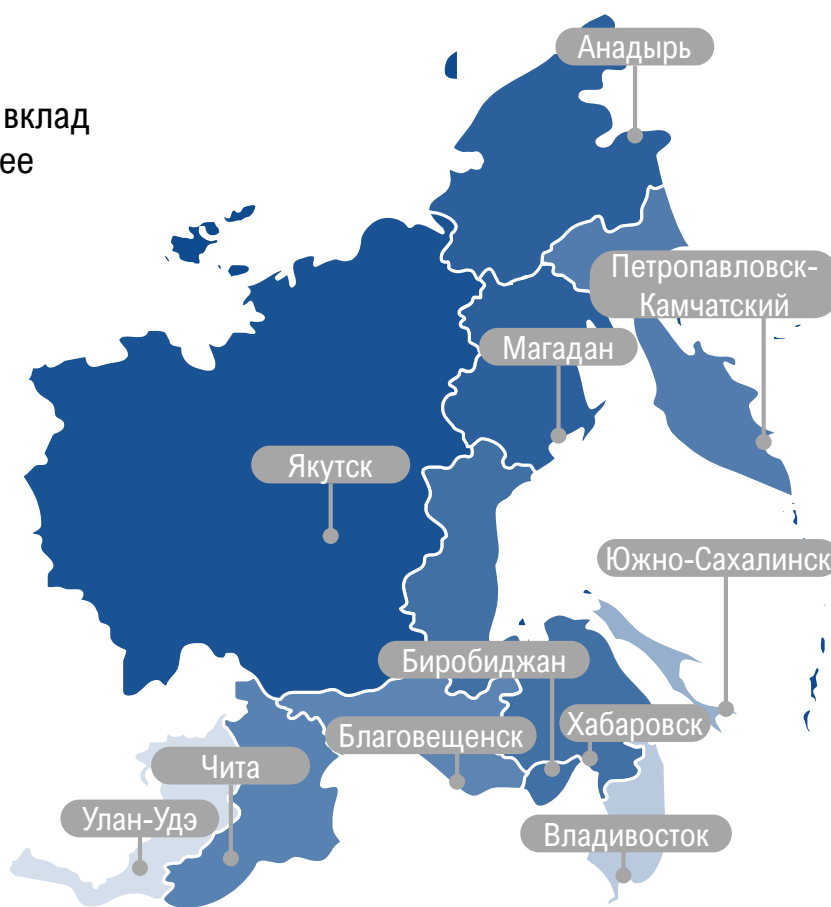 Анадырь
вклад
ее
Петропавловск-
Камчатский
Магадан
Якутск
Южно-Сахалинск
Биробиджан
Хабаровск
Благовещенск
Чита
Улан-Удэ
Владивосток